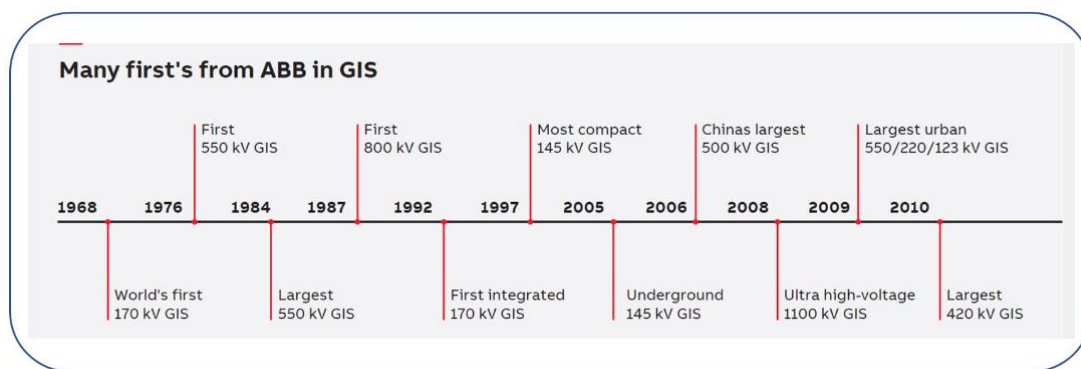 Many first's from ABB in GIS
First
550 kV GIS
First
800 kV GIS
Most compact
145 kV GIS
Chinas largest
500 kV GIS
Largest urban
550/220/123 kV GIS
1968 1976 1984 1987 1992 1997 2005 2006 2008 2009 2010
World's first
170 kV GIS
Largest
550 kV GIS
First integrated
170 kV GIS
Underground
145 kV GIS
Ultra high-voltage
1100 kV GIS
Largest
420 kV GIS